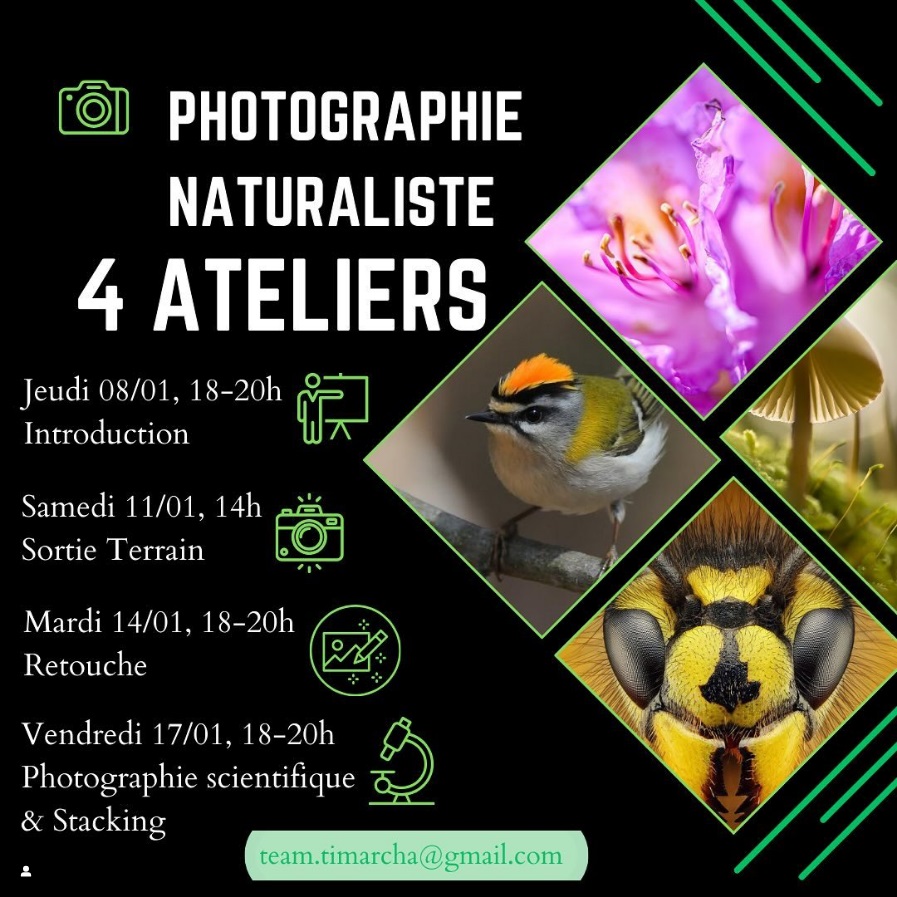 PHOTOGRAPHIE
NATURALISTE
4 ATELIERS
Jeudi 08/01, 18-20h
Introduction
Samedi 11/01, 14h
Sortie Terrain
Mardi 14/01, 18-20h
Retouche
Vendredi 17/01, 18-20h
Photographie scientifique
& Stacking
team.timarcha@gmail.com